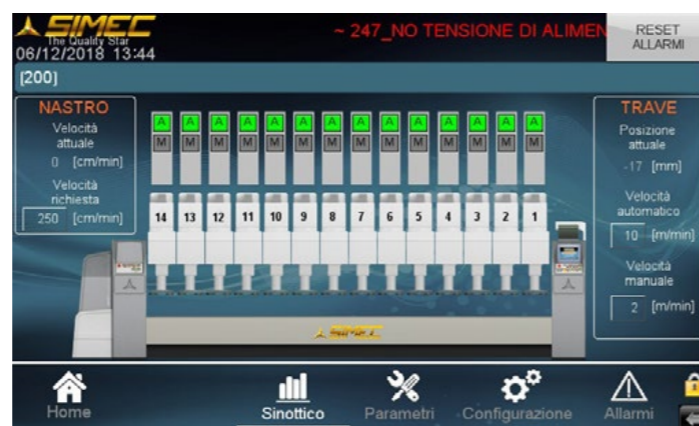 SIMEC
The Quality Star
06/12/2018 13:44
~ 247_NO TENSIONE DI ALIMEN
RESET
ALLARMI
[200]
NASTRO
Velocità
attuale
0 [cm/min]
Velocità
richiesta
250 [cm/min]
A A A A A A A A A A A A A A
M M M M M M M M M M M M M M
14 13 12 11 10 9 8 7 6 5 4 3 2 1
TRAVE
Posizione
attuale
-17 [mm]
Velocità
automatico
10 [m/min]
Velocità
manuale
2 [m/min]
SIMEC
Home
Sinottico
Parametri
Configurazione
Allarmi